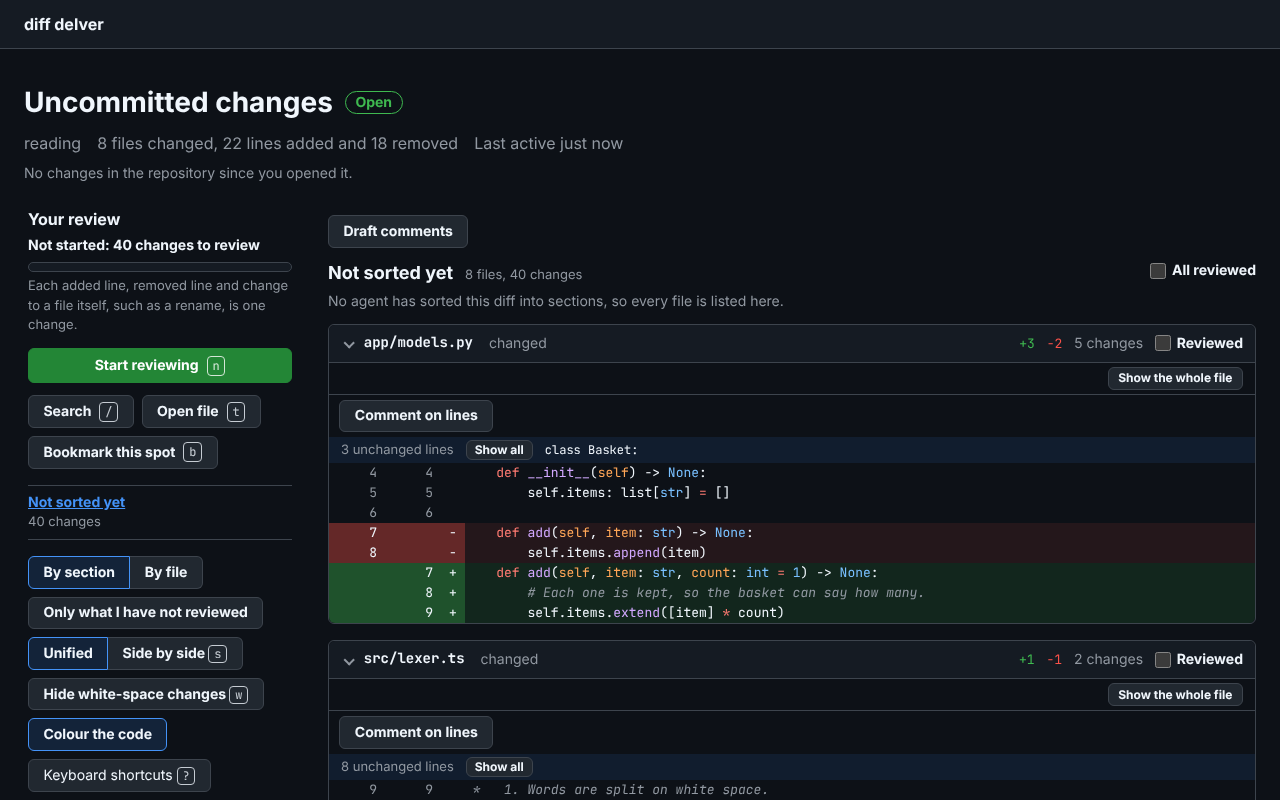 diff delver
Uncommitted changes Open
reading 8 files changed, 22 lines added and 18 removed Last active just now
No changes in the repository since you opened it.
Your review
Not started: 40 changes to review
Each added line, removed line and change
to a file itself, such as a rename, is one
change.
Start reviewing n
Search / Open file t
Bookmark this spot b
Not sorted yet
40 changes
By section By file
Only what I have not reviewed
Unified Side by side s
Hide white-space changes w
Colour the code
Keyboard shortcuts ?
Draft comments
Not sorted yet 8 files, 40 changes All reviewed
No agent has sorted this diff into sections, so every file is listed here.
app/models.py changed +3 -2 5 changes Reviewed
Show the whole file
Comment on lines
3 unchanged lines Show all class Basket:
4 4 def __init__(self) -> None:
5 5 self.items: list[str] = []
6 6
7 - def add(self, item: str) -> None:
8 - self.items.append(item)
7 + def add(self, item: str, count: int = 1) -> None:
8 + # Each one is kept, so the basket can say how many.
9 + self.items.extend([item] * count)
src/lexer.ts changed +1 -1 2 changes Reviewed
Show the whole file
Comment on lines
8 unchanged lines Show all
9 9 * 1. Words are split on white space.